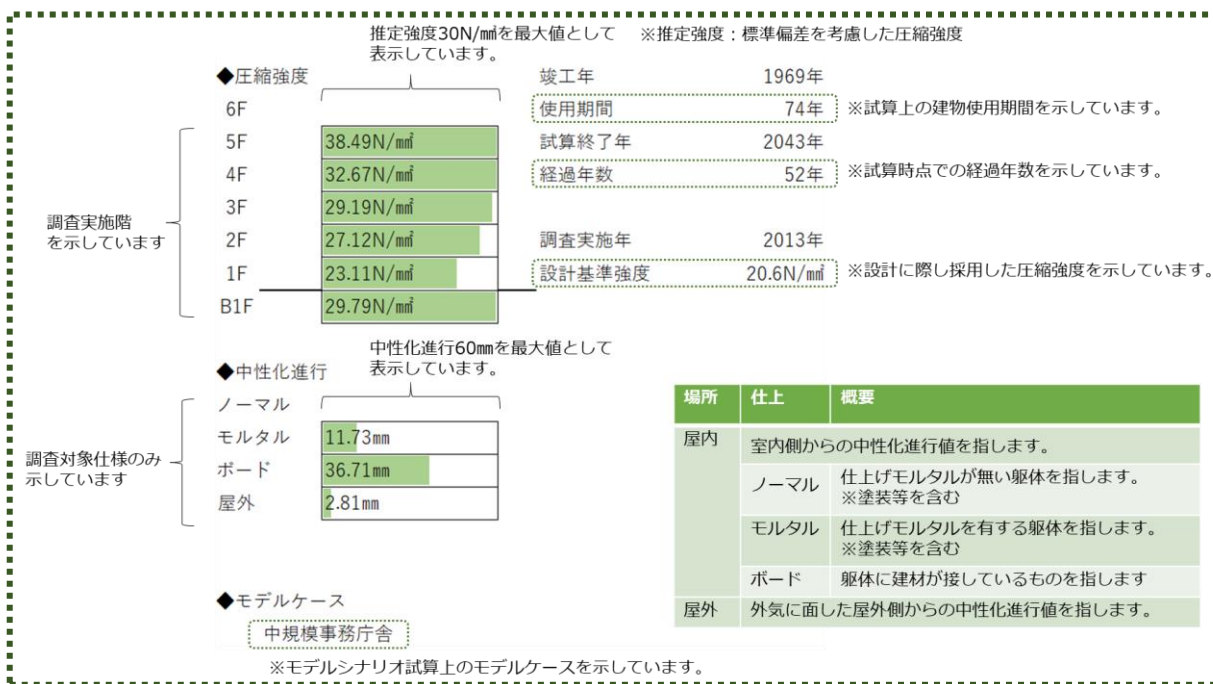 推定強度30N/㎟を最大値として
表示しています。
※推定強度:標準偏差を考慮した圧縮強度
◆圧縮強度
竣工年 1969年
6F
使用期間 74年
※試算上の建物使用期間を示しています。
5F 38.49N/㎟
試算終了年 2043年
4F 32.67N/㎟
経過年数 52年
※試算時点での経過年数を示しています。
3F 29.19N/㎟
調査実施階
を示しています
2F 27.12N/㎟
調査実施年 2013年
1F 23.11N/㎟
設計基準強度 20.6N/㎟
※設計に際し採用した圧縮強度を示しています。
B1F 29.79N/㎟
中性化進行60㎜を最大値として
表示しています。
◆中性化進行
ノーマル
モルタル 11.73㎜
調査対象仕様のみ
示しています
ボード 36.71㎜
屋外 2.81㎜
場所 仕上 概要
屋内 室内側からの中性化進行値を指します。
ノーマル 仕上げモルタルが無い躯体を指します。
※塗装等を含む
モルタル 仕上げモルタルを有する躯体を指します。
※塗装等を含む
ボード 躯体に建材が接しているものを指します
屋外 外気に面した屋外側からの中性化進行値を指します。
◆モデルケース
中規模事務庁舎
※モデルシナリオ試算上のモデルケースを示しています。